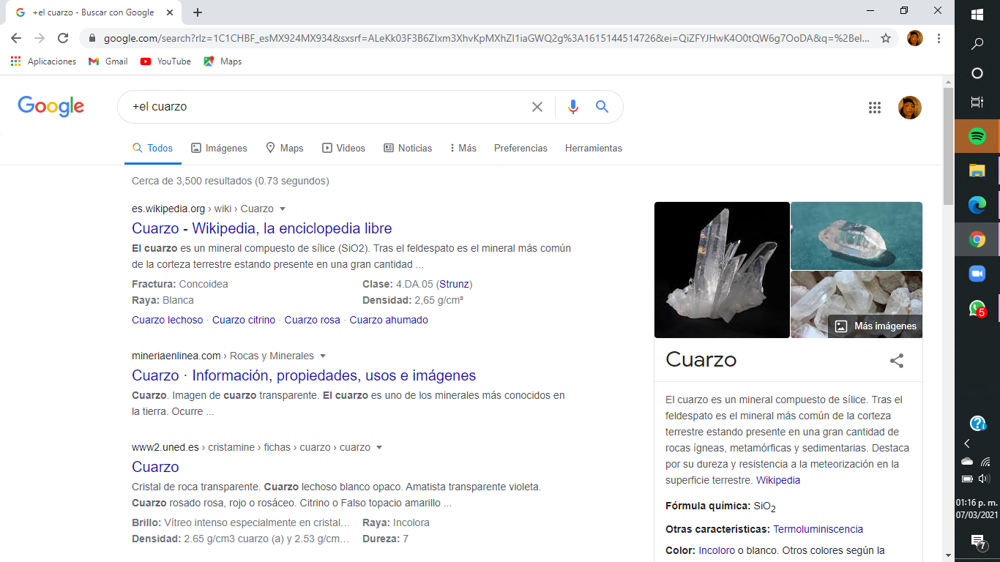 +el cuarzo - Buscar con Google
google.com/search?rlz=1C1CHBF_esMX924MX934&sxsrf=ALeKk03F3B6ZIxm3XhvKpMXhZI1iaGWQ2g%3A1615144514726&ei=QiZFYJHwK4O0tQW6g7OoDA&q=%2Bel...
Aplicaciones
Gmail
YouTube
Maps
Google
+el cuarzo
Todos
Imágenes
Maps
Videos
Noticias
Más
Preferencias
Herramientas
Cerca de 3,500 resultados (0.73 segundos)
es.wikipedia.org › wiki › Cuarzo
Cuarzo - Wikipedia, la enciclopedia libre
El cuarzo es un mineral compuesto de sílice (SiO2). Tras el feldespato es el mineral más común
de la corteza terrestre estando presente en una gran cantidad ...
Fractura: Concoidea
Clase: 4.DA.05 (Strunz)
Raya: Blanca
Densidad: 2,65 g/cm³
Cuarzo lechoso · Cuarzo citrino · Cuarzo rosa · Cuarzo ahumado
mineriaenlinea.com › Rocas y Minerales
Cuarzo · Información, propiedades, usos e imágenes
Cuarzo. Imagen de cuarzo transparente. El cuarzo es uno de los minerales más conocidos en
la tierra. Ocurre ...
www2.uned.es › cristamine › fichas › cuarzo › cuarzo
Cuarzo
Cristal de roca transparente. Cuarzo lechoso blanco opaco. Amatista transparente violeta.
Cuarzo rosado rosa, rojo o rosáceo. Citrino o Falso topacio amarillo ...
Brillo: Vítreo intenso especialmente en cristal...
Raya: Incolora
Densidad: 2.65 g/cm3 cuarzo (a) y 2.53 g/cm...
Dureza: 7
Más imágenes
Cuarzo
El cuarzo es un mineral compuesto de sílice. Tras el
feldespato es el mineral más común de la corteza
terrestre estando presente en una gran cantidad de
rocas ígneas, metamórficas y sedimentarias. Destaca
por su dureza y resistencia a la meteorización en la
superficie terrestre. Wikipedia
Fórmula química: SiO2
Otras características: Termoluminiscencia
Color: Incoloro o blanco. Otros colores según la
5
01:16 p. m.
07/03/2021
7